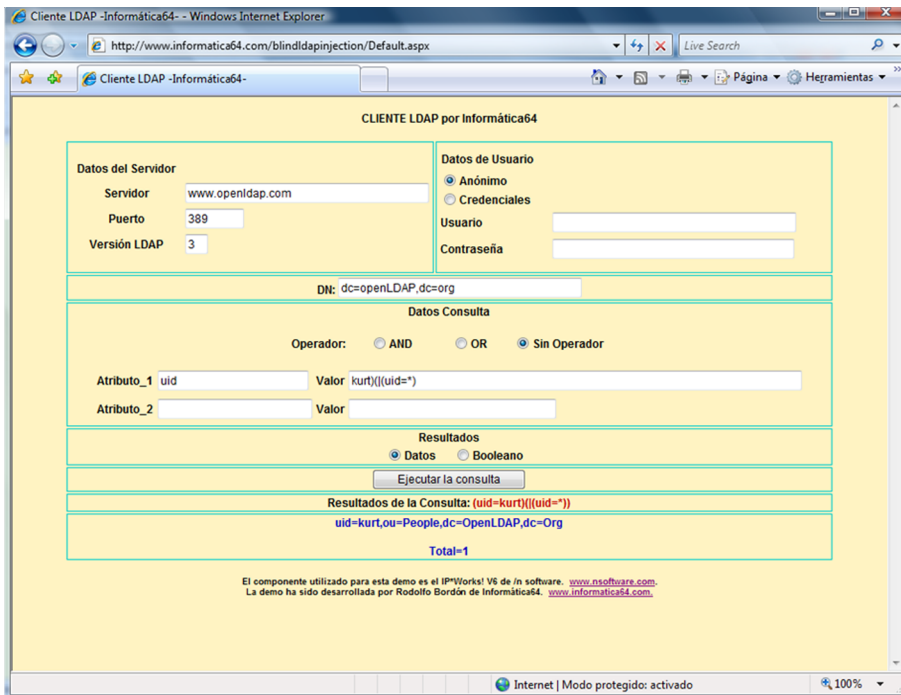 Cliente LDAP -Informática64- - Windows Internet Explorer
http://www.informatica64.com/blindldapinjection/Default.aspx
Live Search
Cliente LDAP -Informática64-
Página
Herramientas
CLIENTE LDAP por Informática64
Datos del Servidor
Servidor www.openldap.com
Puerto 389
Versión LDAP 3
Datos de Usuario
Anónimo
Credenciales
Usuario
Contraseña
DN: dc=openLDAP,dc=org
Datos Consulta
Operador: AND OR Sin Operador
Atributo_1 uid Valor kurt)(|(uid=*)
Atributo_2 Valor
Resultados
Datos Booleano
Ejecutar la consulta
Resultados de la Consulta: (uid=kurt)(|(uid=*))
uid=kurt,ou=People,dc=OpenLDAP,dc=Org
Total=1
El componente utilizado para esta demo es el IP*Works! V6 de /n software. www.nsoftware.com.
La demo ha sido desarrollada por Rodolfo Bordón de Informática64. www.informatica64.com.
Internet | Modo protegido: activado
100%